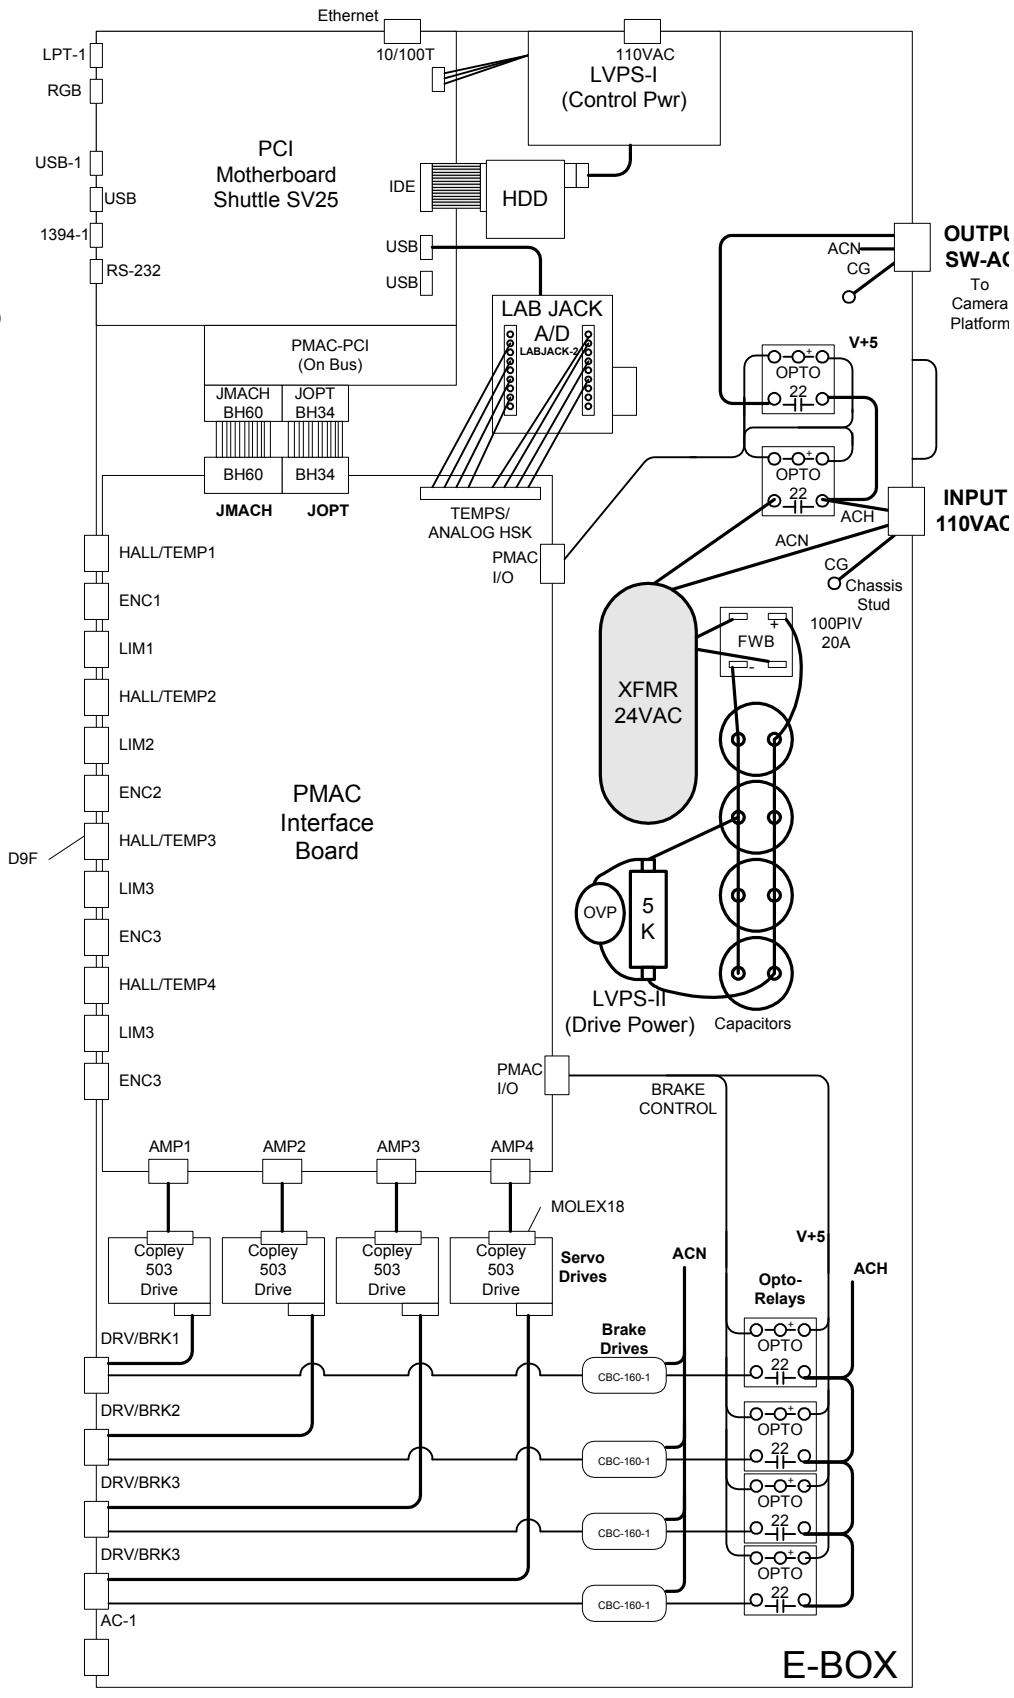 Ethernet
LPT-1
10/100T
110VAC
RGB
LVPS-I
(Control Pwr)
PCI
Motherboard
Shuttle SV25
USB-1
IDE
HDD
USB
1394-1
USB
RS-232
USB
ACN
CG
OUTPU
SW-AC
To
Camera
Platform
LAB JACK
A/D
LABJACK-2
PMAC-PCI
(On Bus)
V+5
+
OPTO
22
JMACH
BH60
JOPT
BH34
BH60
BH34
JMACH
JOPT
+
OPTO
22
TEMPS/
ANALOG HSK
ACH
INPUT
110VAC
ACN
PMAC
I/O
CG
Chassis
Stud
100PIV
20A
+
FWB
-
XFMR
24VAC
HALL/TEMP1
ENC1
LIM1
HALL/TEMP2
LIM2
ENC2
HALL/TEMP3
D9F
LIM3
ENC3
HALL/TEMP4
LIM3
ENC3
PMAC
Interface
Board
OVP
5
K
LVPS-II
(Drive Power)
Capacitors
PMAC
I/O
BRAKE
CONTROL
AMP1
AMP2
AMP3
AMP4
MOLEX18
Copley
503
Drive
Copley
503
Drive
Copley
503
Drive
Copley
503
Drive
Servo
Drives
ACN
V+5
ACH
Opto-
Relays
DRV/BRK1
Brake
Drives
CBC-160-1
+
OPTO
22
DRV/BRK2
CBC-160-1
+
OPTO
22
DRV/BRK3
CBC-160-1
+
OPTO
22
DRV/BRK3
CBC-160-1
+
OPTO
22
AC-1
E-BOX